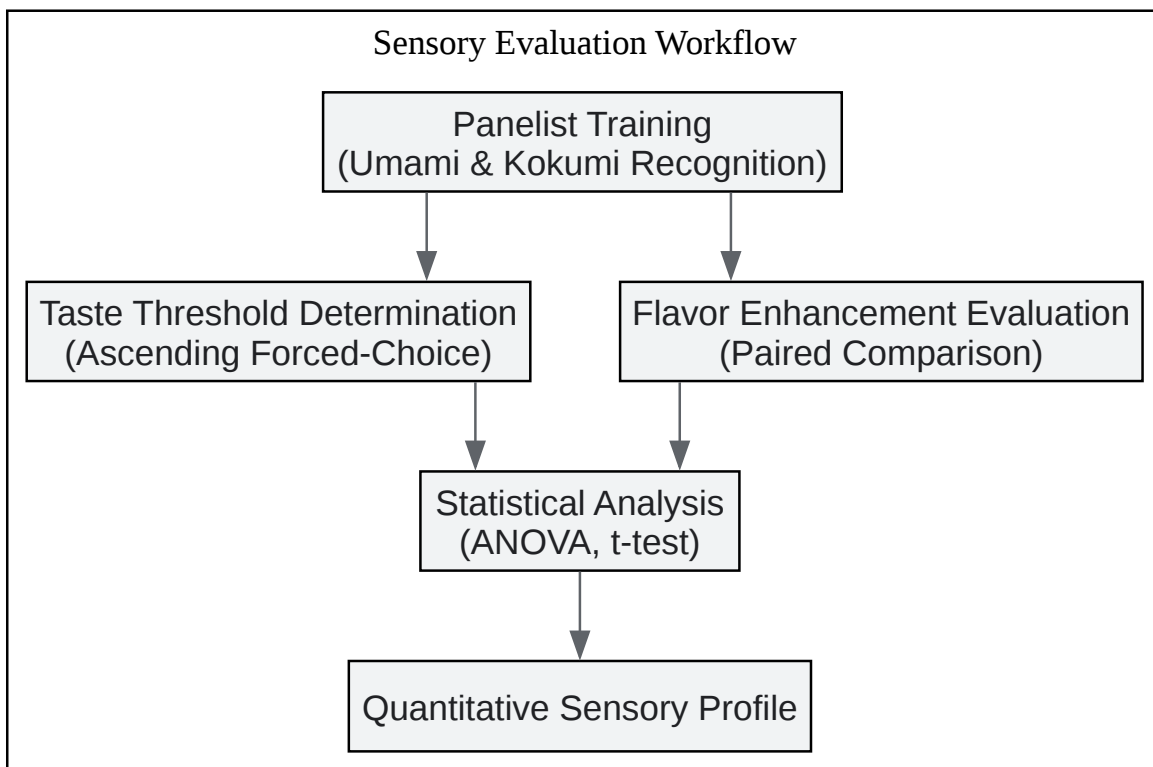 Sensory Evaluation Workflow
Panelist Training
(Umami & Kokumi Recognition)
Taste Threshold Determination
(Ascending Forced-Choice)
Flavor Enhancement Evaluation
(Paired Comparison)
Statistical Analysis
(ANOVA, t-test)
Quantitative Sensory Profile